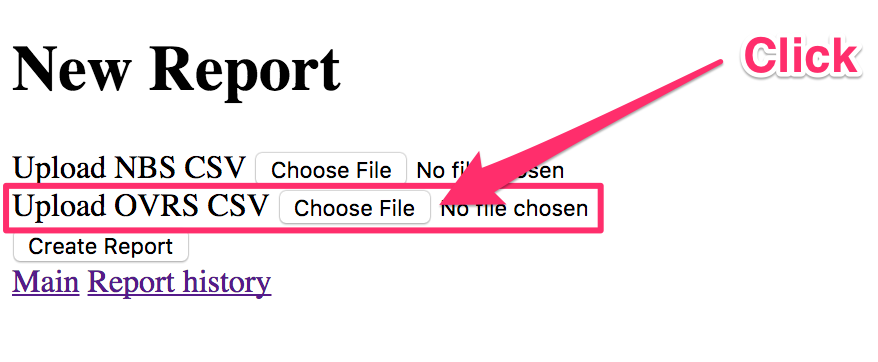 New Report
Click
Upload NBS CSV Choose File No file chosen
Upload OVRS CSV Choose File No file chosen
Create Report
Main Report history